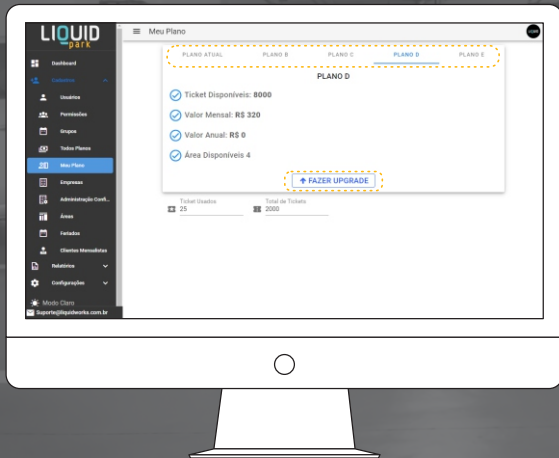 LIQUID
park
Meu Plano
Dashboard
Cadastros
Usuários
Permissões
Grupos
Todos Planos
Meu Plano
Empresas
Administração Confi...
Áreas
Feriados
Clientes Mensalistas
Relatórios
Configurações
Modo Claro
Suporte@liquidworks.com.br
PLANO ATUAL PLANO B PLANO C PLANO D PLANO E
PLANO D
Ticket Disponíveis: 8000
Valor Mensal: R$ 320
Valor Anual: R$ 0
Área Disponíveis 4
FAZER UPGRADE
Ticket Usados
25
Total de Tickets
2000